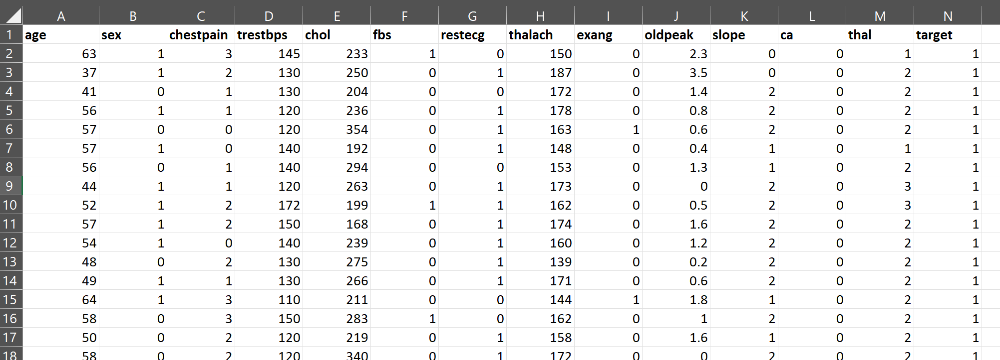 A B C D E F G H I J K L M N
1 age sex chestpain trestbps chol fbs restecg thalach exang oldpeak slope ca thal target
2 63 1 3 145 233 1 0 150 0 2.3 0 0 1 1
3 37 1 2 130 250 0 1 187 0 3.5 0 0 2 1
4 41 0 1 130 204 0 0 172 0 1.4 2 0 2 1
5 56 1 1 120 236 0 1 178 0 0.8 2 0 2 1
6 57 0 0 120 354 0 1 163 1 0.6 2 0 2 1
7 57 1 0 140 192 0 1 148 0 0.4 1 0 1 1
8 56 0 1 140 294 0 0 153 0 1.3 1 0 2 1
9 44 1 1 120 263 0 1 173 0 0 2 0 3 1
10 52 1 2 172 199 1 1 162 0 0.5 2 0 3 1
11 57 1 2 150 168 0 1 174 0 1.6 2 0 2 1
12 54 1 0 140 239 0 1 160 0 1.2 2 0 2 1
13 48 0 2 130 275 0 1 139 0 0.2 2 0 2 1
14 49 1 1 130 266 0 1 171 0 0.6 2 0 2 1
15 64 1 3 110 211 0 0 144 1 1.8 1 0 2 1
16 58 0 3 150 283 1 0 162 0 1 2 0 2 1
17 50 0 2 120 219 0 1 158 0 1.6 1 0 2 1
18 58 0 2 120 340 0 1 172 0 0 2 0 2 1